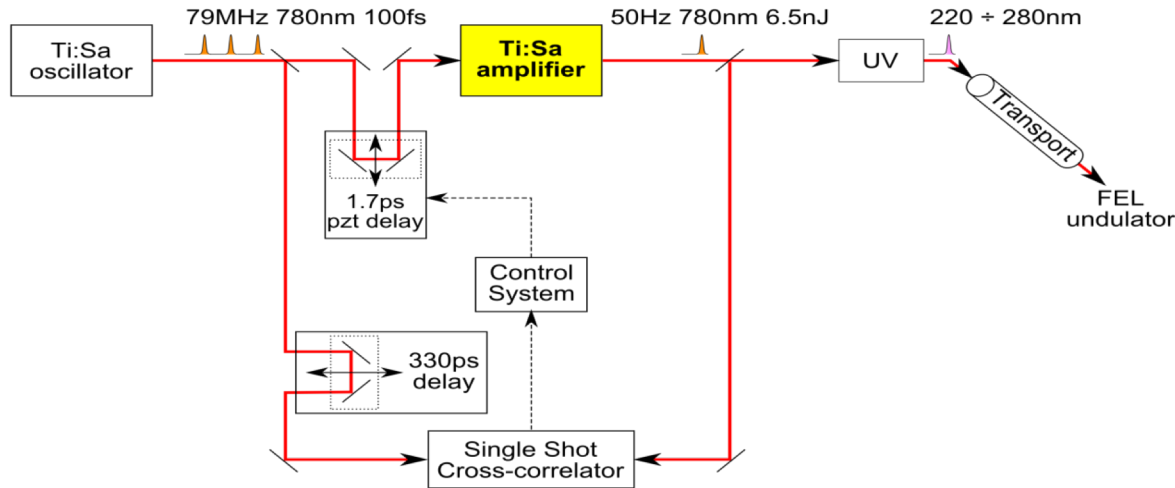 79MHz 780nm 100fs
50Hz 780nm 6.5nJ
220 ÷ 280nm
Ti:Sa
oscillator
Ti:Sa
amplifier
UV
Transport
1.7ps
pzt delay
FEL
undulator
Control
System
330ps
delay
Single Shot
Cross-correlator